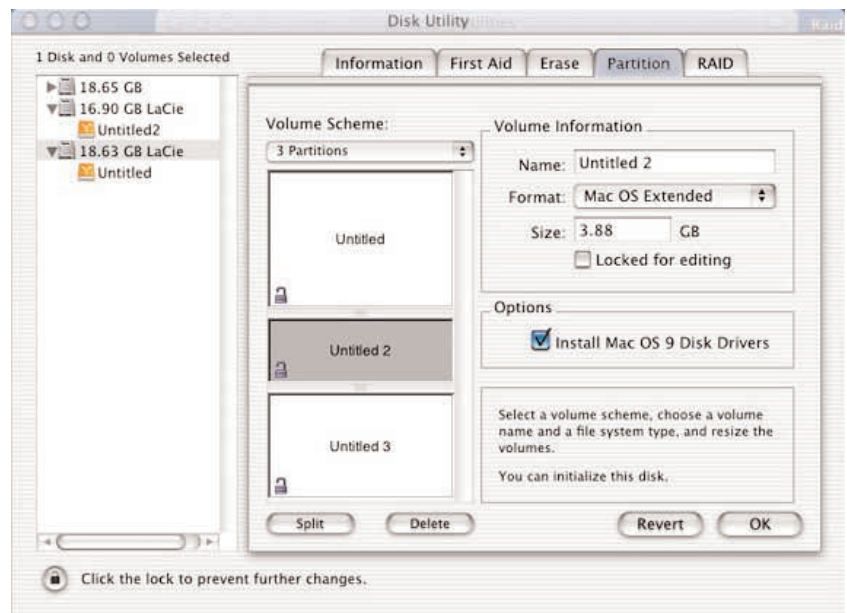 Disk Utility
Raid
1 Disk and 0 Volumes Selected
Information
First Aid
Erase
Partition
RAID
18.65 GB
16.90 GB LaCie
Untitled2
18.63 GB LaCie
Untitled
Volume Scheme:
3 Partitions
Untitled
Untitled 2
Untitled 3
Split
Delete
Volume Information
Name: Untitled 2
Format: Mac OS Extended
Size: 3.88 GB
Locked for editing
Options
Install Mac OS 9 Disk Drivers
Select a volume scheme, choose a volume
name and a file system type, and resize the
volumes.
You can initialize this disk.
Revert
OK
Click the lock to prevent further changes.